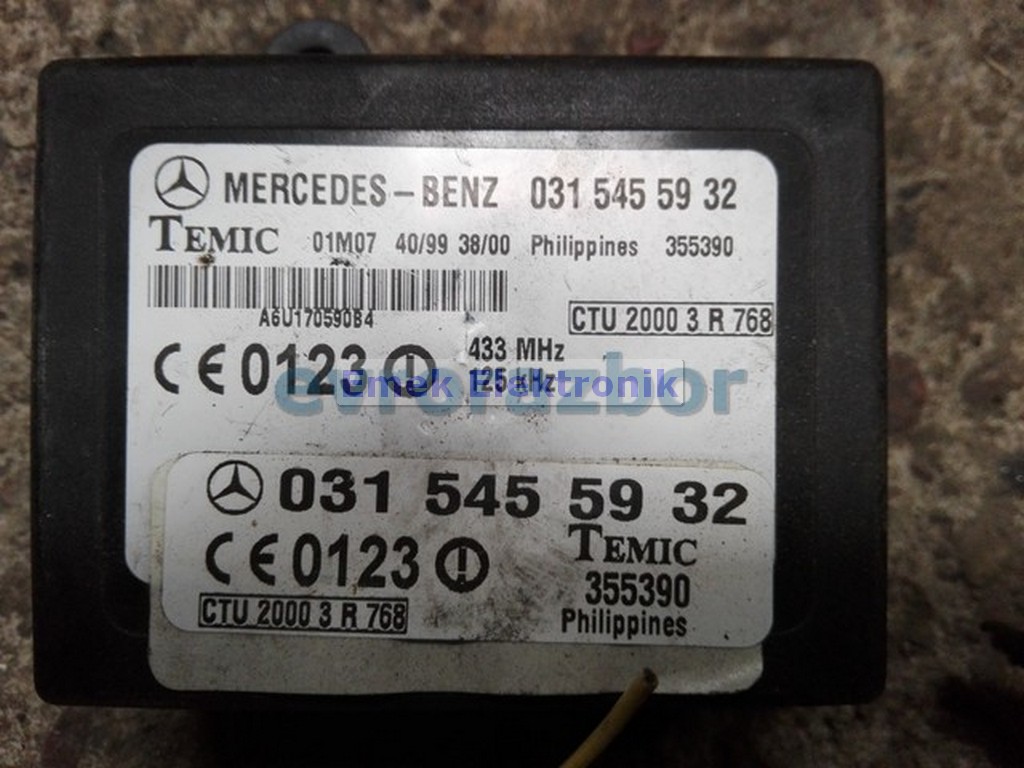 MERCEDES-BENZ 031 545 59 32
TEMIC 01M07 40/99 38/00 Philippines 355390
A6U17059084
CTU 2000 3 R 768
CE 0123 433 MHz
125 kHz
evrorazbor
Emek Elektronik
031 545 59 32
CE 0123 TEMIC
355390
CTU 2000 3 R 768
Philippines